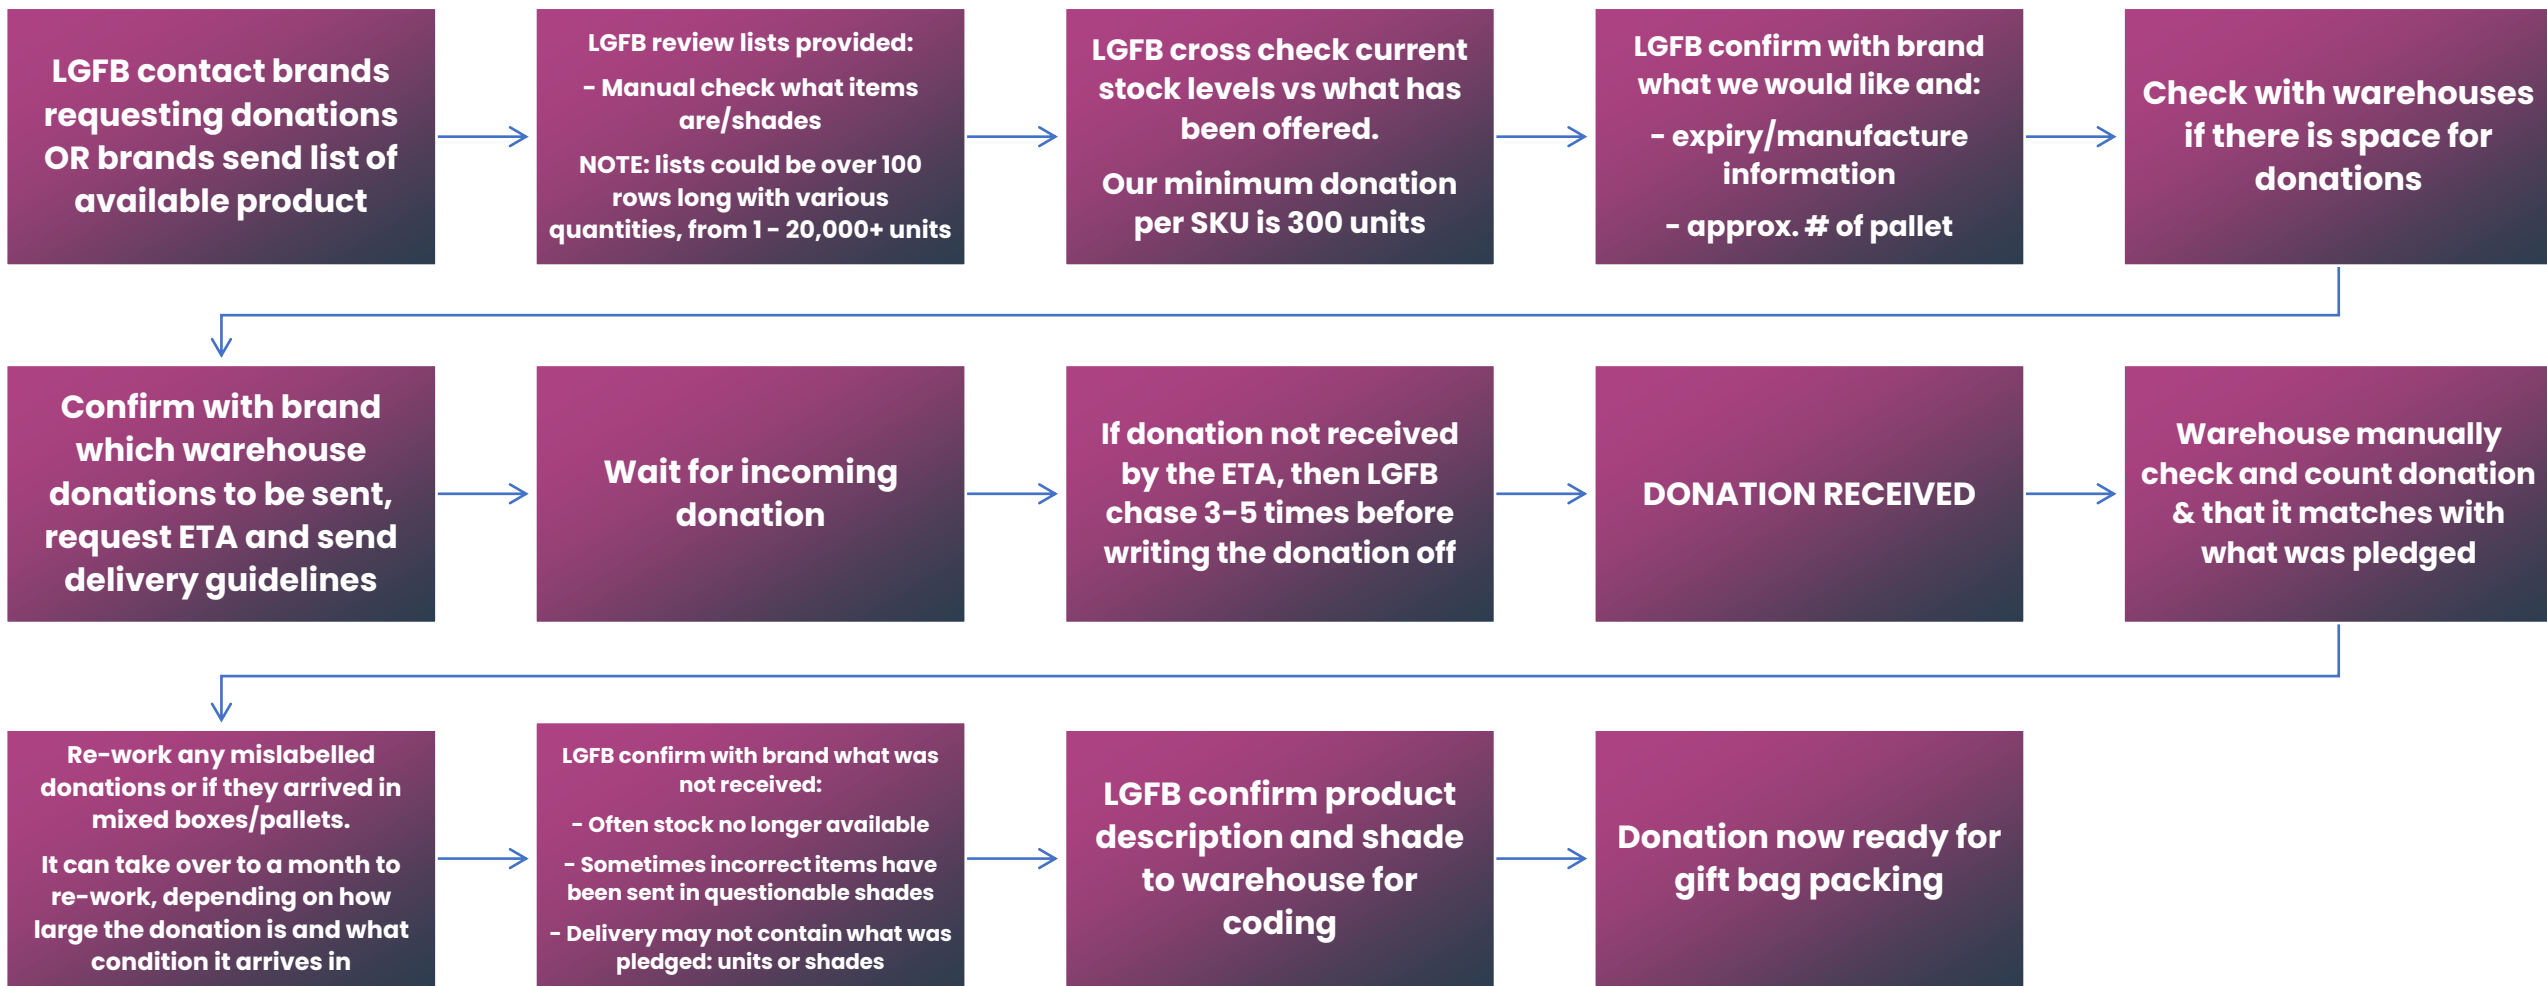 LGFB contact brands
requesting donations
OR brands send list of
available product
LGFB review lists provided:
- Manual check what items
are/shades
NOTE: lists could be over 100
rows long with various
quantities, from 1 - 20,000+ units
LGFB cross check current
stock levels vs what has
been offered.
Our minimum donation
per SKU is 300 units
LGFB confirm with brand
what we would like and:
- expiry/manufacture
information
- approx. # of pallet
Check with warehouses
if there is space for
donations
Confirm with brand
which warehouse
donations to be sent,
request ETA and send
delivery guidelines
Wait for incoming
donation
If donation not received
by the ETA, then LGFB
chase 3-5 times before
writing the donation off
DONATION RECEIVED
Warehouse manually
check and count donation
& that it matches with
what was pledged
Re-work any mislabelled
donations or if they arrived in
mixed boxes/pallets.
It can take over to a month to
re-work, depending on how
large the donation is and what
condition it arrives in
LGFB confirm with brand what was
not received:
- Often stock no longer available
- Sometimes incorrect items have
been sent in questionable shades
- Delivery may not contain what was
pledged: units or shades
LGFB confirm product
description and shade
to warehouse for
coding
Donation now ready for
gift bag packing